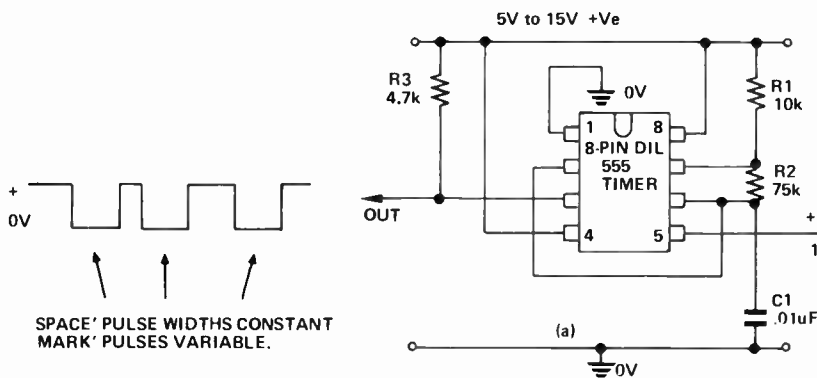 5V to 15V +Ve
R3
4.7k
0V
R1
10k
1
8
8-PIN DIL
555
TIMER
R2
75k
+
0V
OUT
4
5
+
1
SPACE' PULSE WIDTHS CONSTANT
MARK' PULSES VARIABLE.
(a)
C1
.01uF
0V